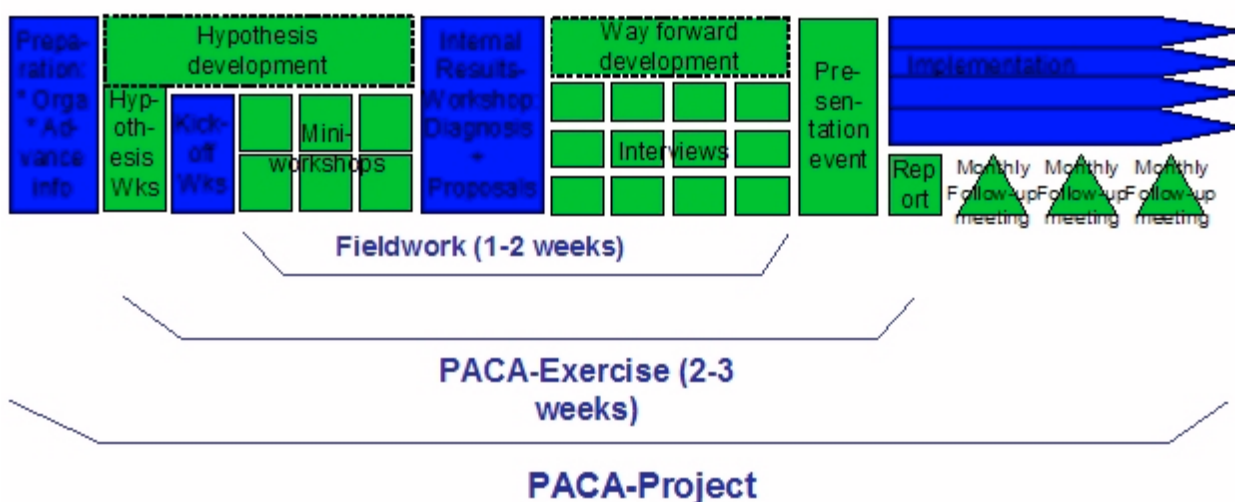 Prepa-
ration:
* Orga
* Ad-
vance
info
Hypothesis
development
Hyp-
oth-
esis
Wks
Kick-
off
Wks
Mini-
workshops
Internal
Results-
Workshop:
Diagnosis
+
Proposals
Way forward
development
Interviews
Pre-
sen-
tation
event
Implementation
Rep
ort
Monthly
Follow-up
meeting
Monthly
Follow-up
meeting
Monthly
Follow-up
meeting
Fieldwork (1-2 weeks)
PACA-Exercise (2-3
weeks)
PACA-Project